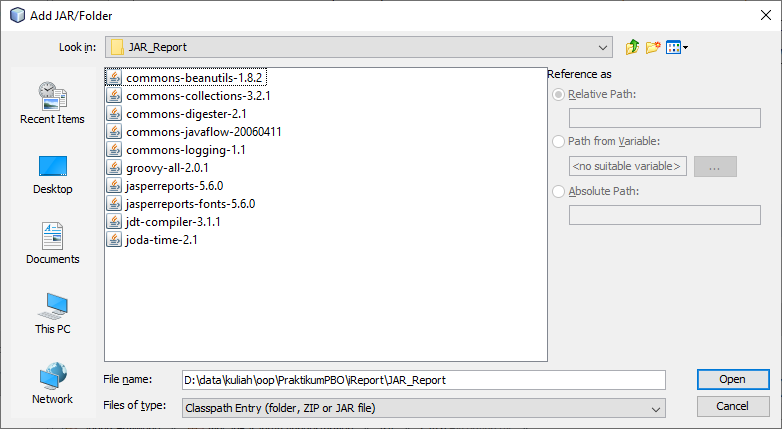 Add JAR/Folder
Look in: JAR_Report
Recent Items
Desktop
Documents
This PC
Network
commons-beanutils-1.8.2
commons-collections-3.2.1
commons-digester-2.1
commons-javaflow-20060411
commons-logging-1.1
groovy-all-2.0.1
jasperreports-5.6.0
jasperreports-fonts-5.6.0
jdt-compiler-3.1.1
joda-time-2.1
Reference as
Relative Path:
Path from Variable:
<no suitable variable> ...
Absolute Path:
File name: D:\data\kuliah\oop\PraktikumPBO\iReport\JAR_Report Open
Files of type: Classpath Entry (folder, ZIP or JAR file) Cancel